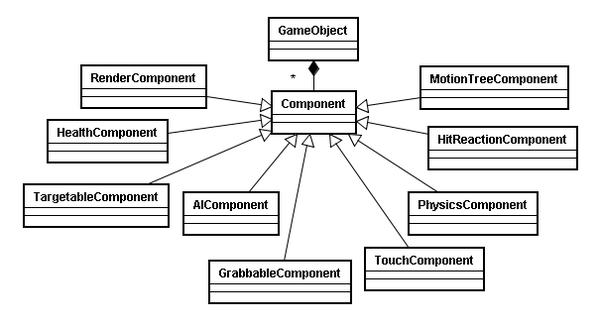 GameObject
*
RenderComponent
MotionTreeComponent
Component
HealthComponent
HitReactionComponent
TargetableComponent
AIComponent
PhysicsComponent
GrabbableComponent
TouchComponent